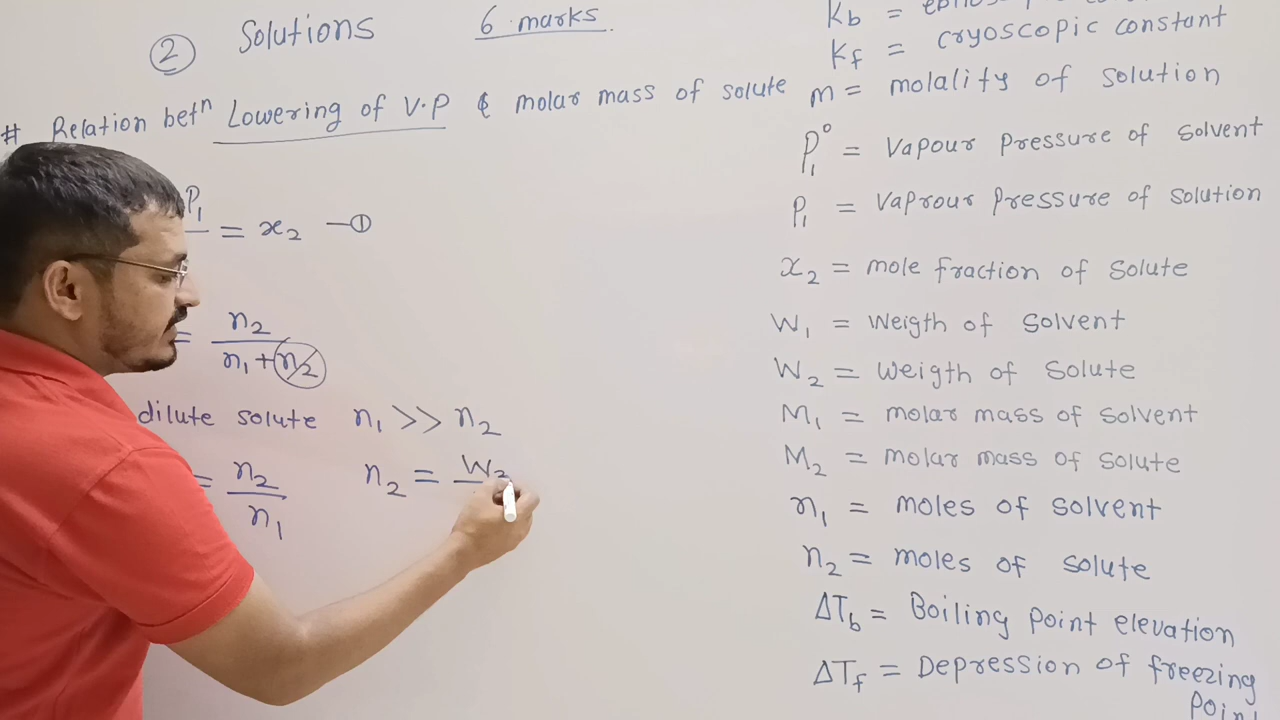 ② Solutions 6 marks
# Relation betⁿ Lowering of V.P & molar mass of solute
P₁
= x₂ —①
= n₂
n₁ + n₂
dilute solute n₁ >> n₂
= n₂
n₁
n₂ = W₂
Kb =
Kf = cryoscopic constant
m = molality of solution
P₁⁰ = Vapour Pressure of Solvent
P₁ = Vaprour Pressure of Solution
x₂ = mole fraction of Solute
W₁ = Weigth of Solvent
W₂ = Weigth of Solute
M₁ = molar mass of Solvent
M₂ = molar mass of Solute
n₁ = moles of Solvent
n₂ = moles of solute
ΔTb = Boiling Point elevation
ΔTf = Depression of freezing
Point